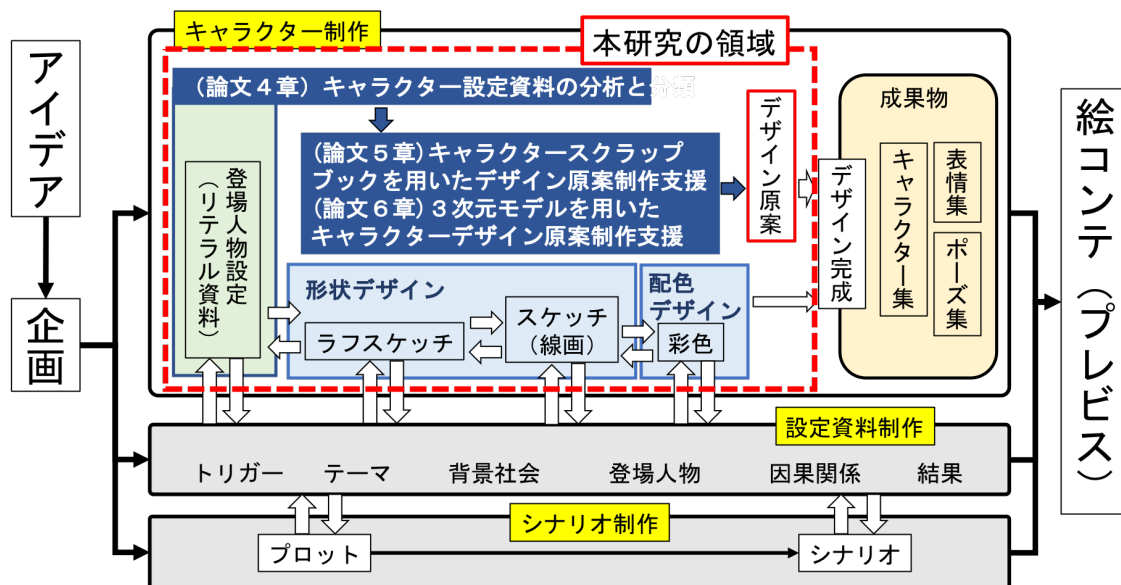 アイデア
企画
キャラクター制作
本研究の領域
(論文４章) キャラクター設定資料の分析と分類
(論文５章)キャラクタースクラップ
ブックを用いたデザイン原案制作支援
(論文６章)３次元モデルを用いた
キャラクターデザイン原案制作支援
デザイン原案
登場人物設定
(リテラル資料)
形状デザイン
ラフスケッチ
スケッチ
(線画)
配色
デザイン
彩色
デザイン完成
成果物
キャラクター集
表情集
ポーズ集
設定資料制作
トリガー
テーマ
背景社会
登場人物
因果関係
結果
シナリオ制作
プロット
シナリオ
絵コンテ(プレビス)